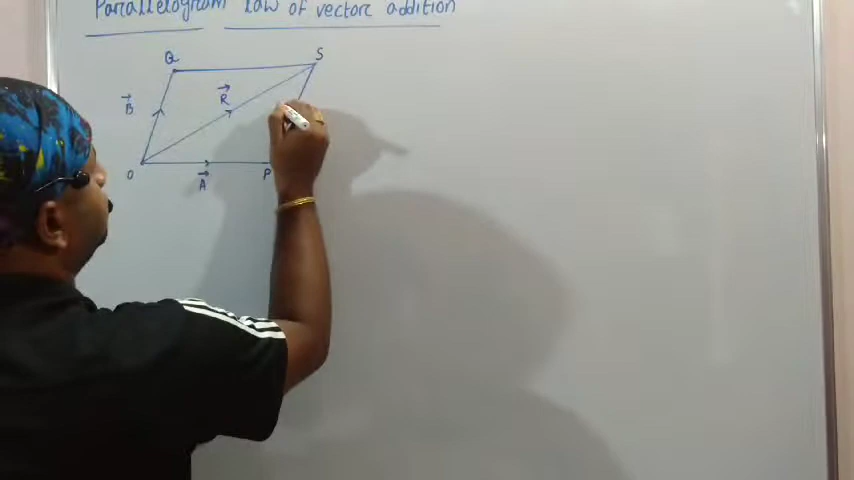 Parallelogram law of vector addition
Q
S
B⃗
R⃗
O
A⃗
P